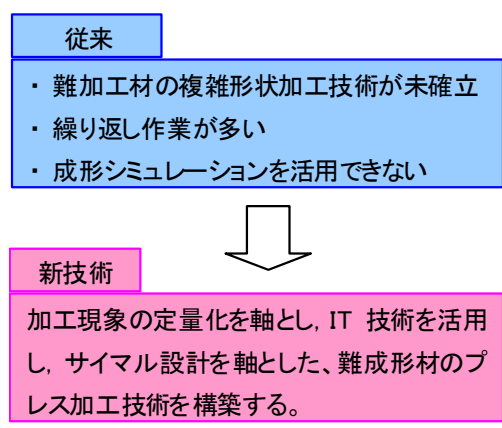 従来
・ 難加工材の複雑形状加工技術が未確立
・ 繰り返し作業が多い
・ 成形シミュレーションを活用できない
新技術
加工現象の定量化を軸とし, IT 技術を活用
し, サイマル設計を軸とした、難成形材のプ
レス加工技術を構築する。